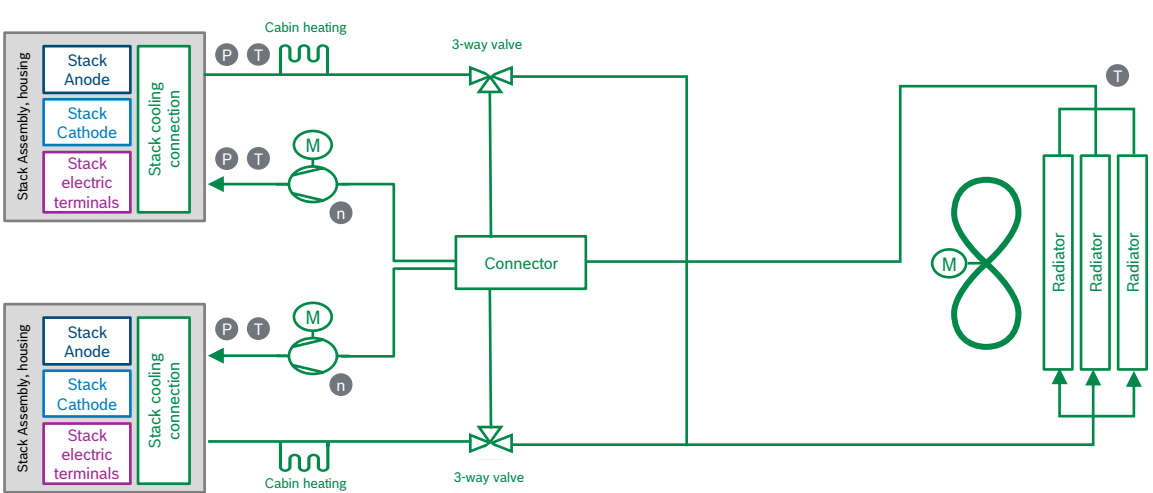 Cabin heating
3-way valve
P T
T
Stack Assembly, housing
Stack
Anode
Stack
Cathode
Stack
electric
terminals
Stack cooling
connection
P T
M
n
Connector
M
Radiator
Radiator
Radiator
Stack Assembly, housing
Stack
Anode
Stack
Cathode
Stack
electric
terminals
Stack cooling
connection
P T
M
n
Cabin heating
3-way valve